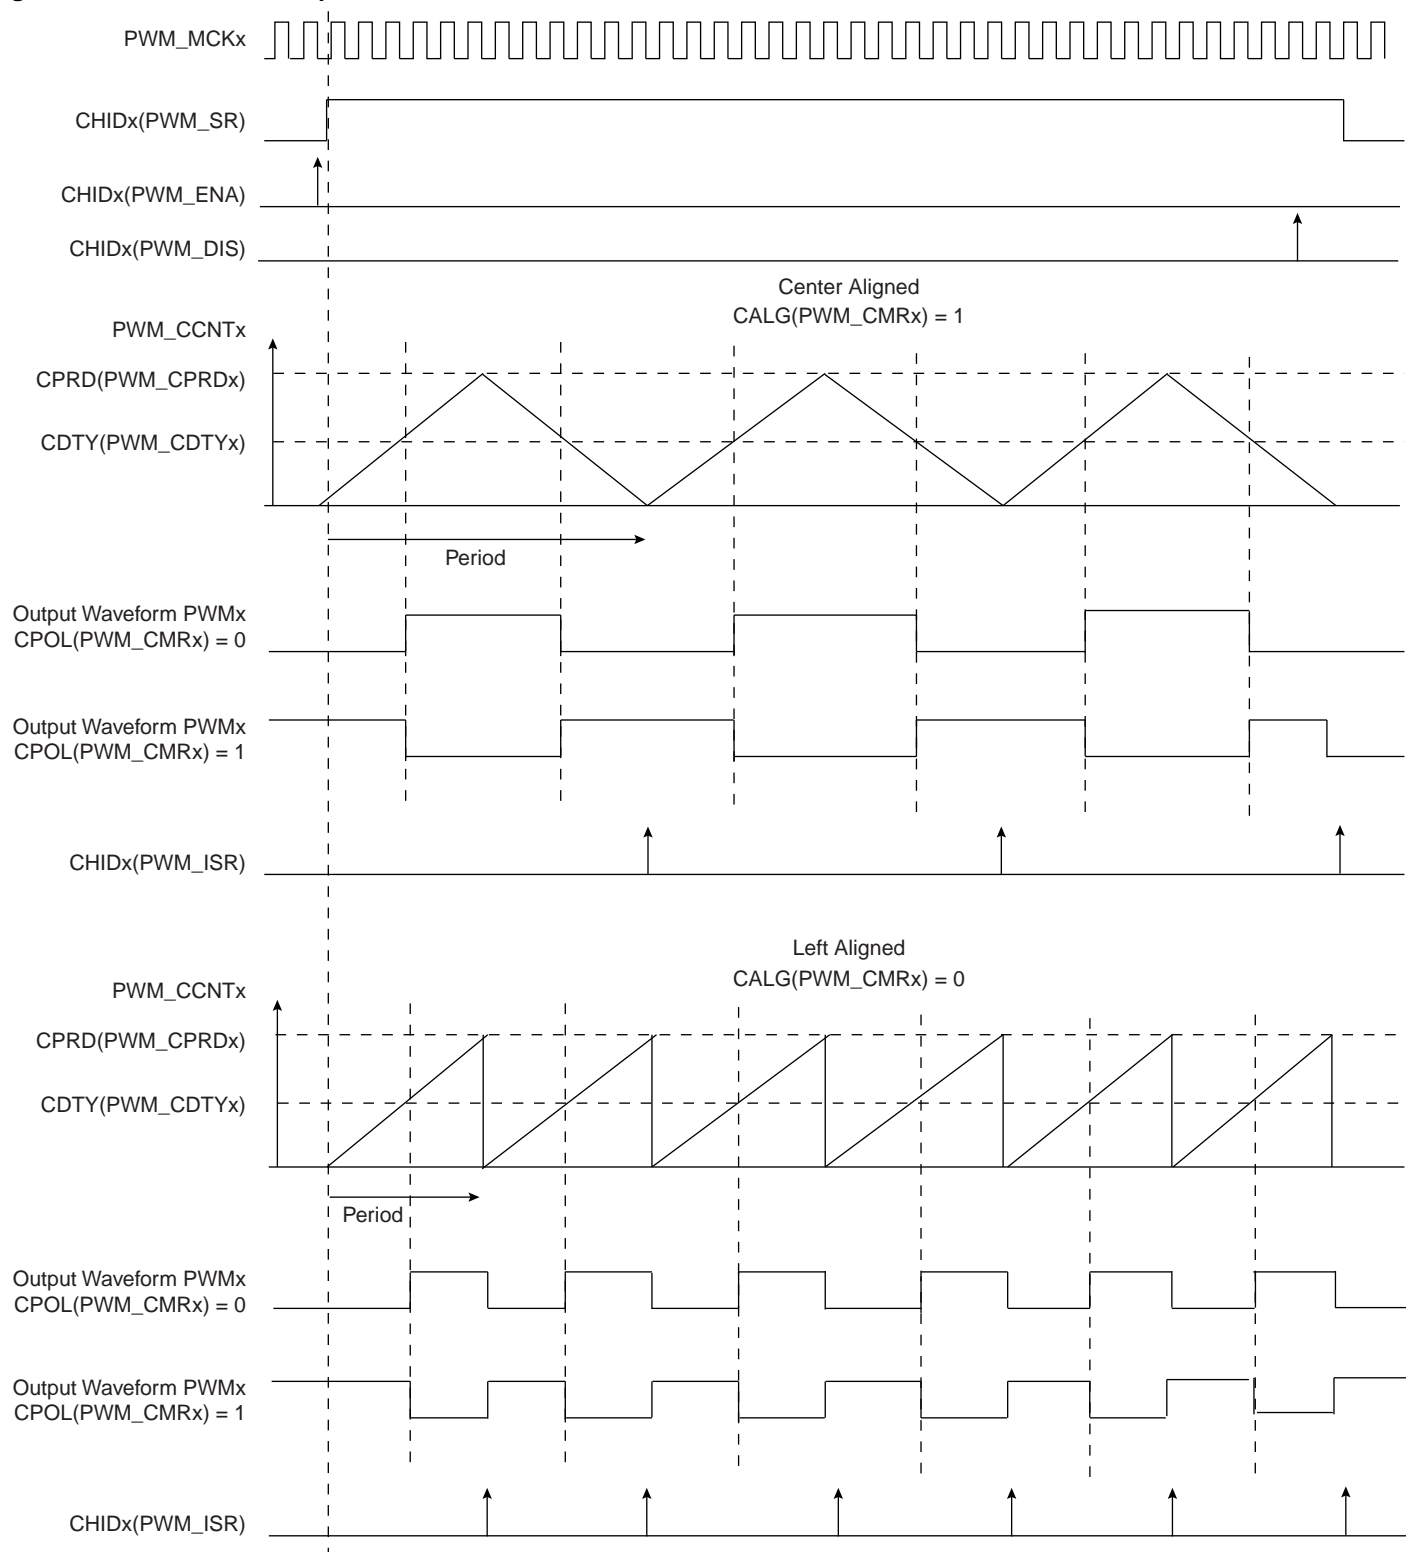 PWM_MCKx
CHIDx(PWM_SR)
CHIDx(PWM_ENA)
CHIDx(PWM_DIS)
Center Aligned
CALG(PWM_CMRx) = 1
PWM_CCNTx
CPRD(PWM_CPRDx)
CDTY(PWM_CDTYx)
Period
Output Waveform PWMx
CPOL(PWM_CMRx) = 0
Output Waveform PWMx
CPOL(PWM_CMRx) = 1
CHIDx(PWM_ISR)
Left Aligned
CALG(PWM_CMRx) = 0
PWM_CCNTx
CPRD(PWM_CPRDx)
CDTY(PWM_CDTYx)
Period
Output Waveform PWMx
CPOL(PWM_CMRx) = 0
Output Waveform PWMx
CPOL(PWM_CMRx) = 1
CHIDx(PWM_ISR)